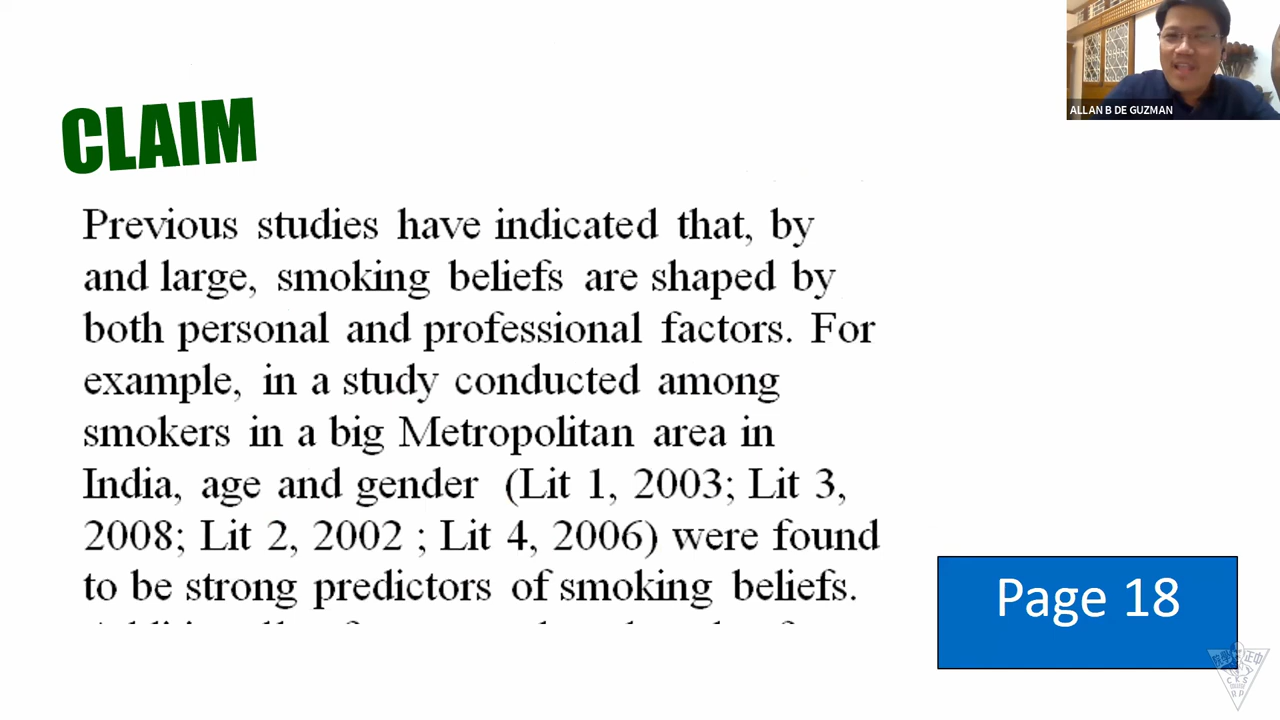 ALLAN B DE GUZMAN
CLAIM
Previous studies have indicated that, by
and large, smoking beliefs are shaped by
both personal and professional factors. For
example, in a study conducted among
smokers in a big Metropolitan area in
India, age and gender (Lit 1, 2003; Lit 3,
2008; Lit 2, 2002 ; Lit 4, 2006) were found
to be strong predictors of smoking beliefs.
Page 18